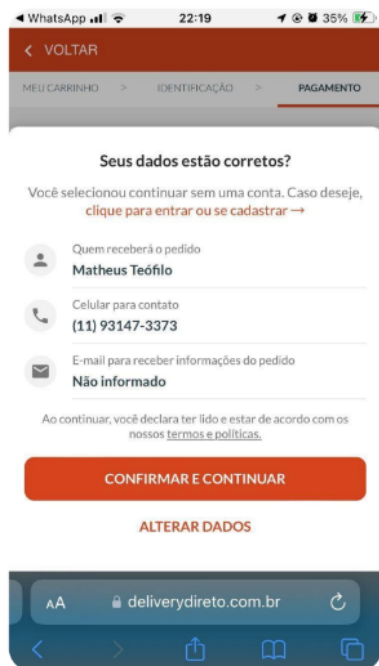 WhatsApp 22:19 35%
VOLTAR
MEU CARRINHO > IDENTIFICAÇÃO > PAGAMENTO
Seus dados estão corretos?
Você selecionou continuar sem uma conta. Caso deseje,
clique para entrar ou se cadastrar →
Quem receberá o pedido
Matheus Teófilo
Celular para contato
(11) 93147-3373
E-mail para receber informações do pedido
Não informado
Ao continuar, você declara ter lido e estar de acordo com os
nossos termos e políticas.
CONFIRMAR E CONTINUAR
ALTERAR DADOS
AA deliverydireto.com.br